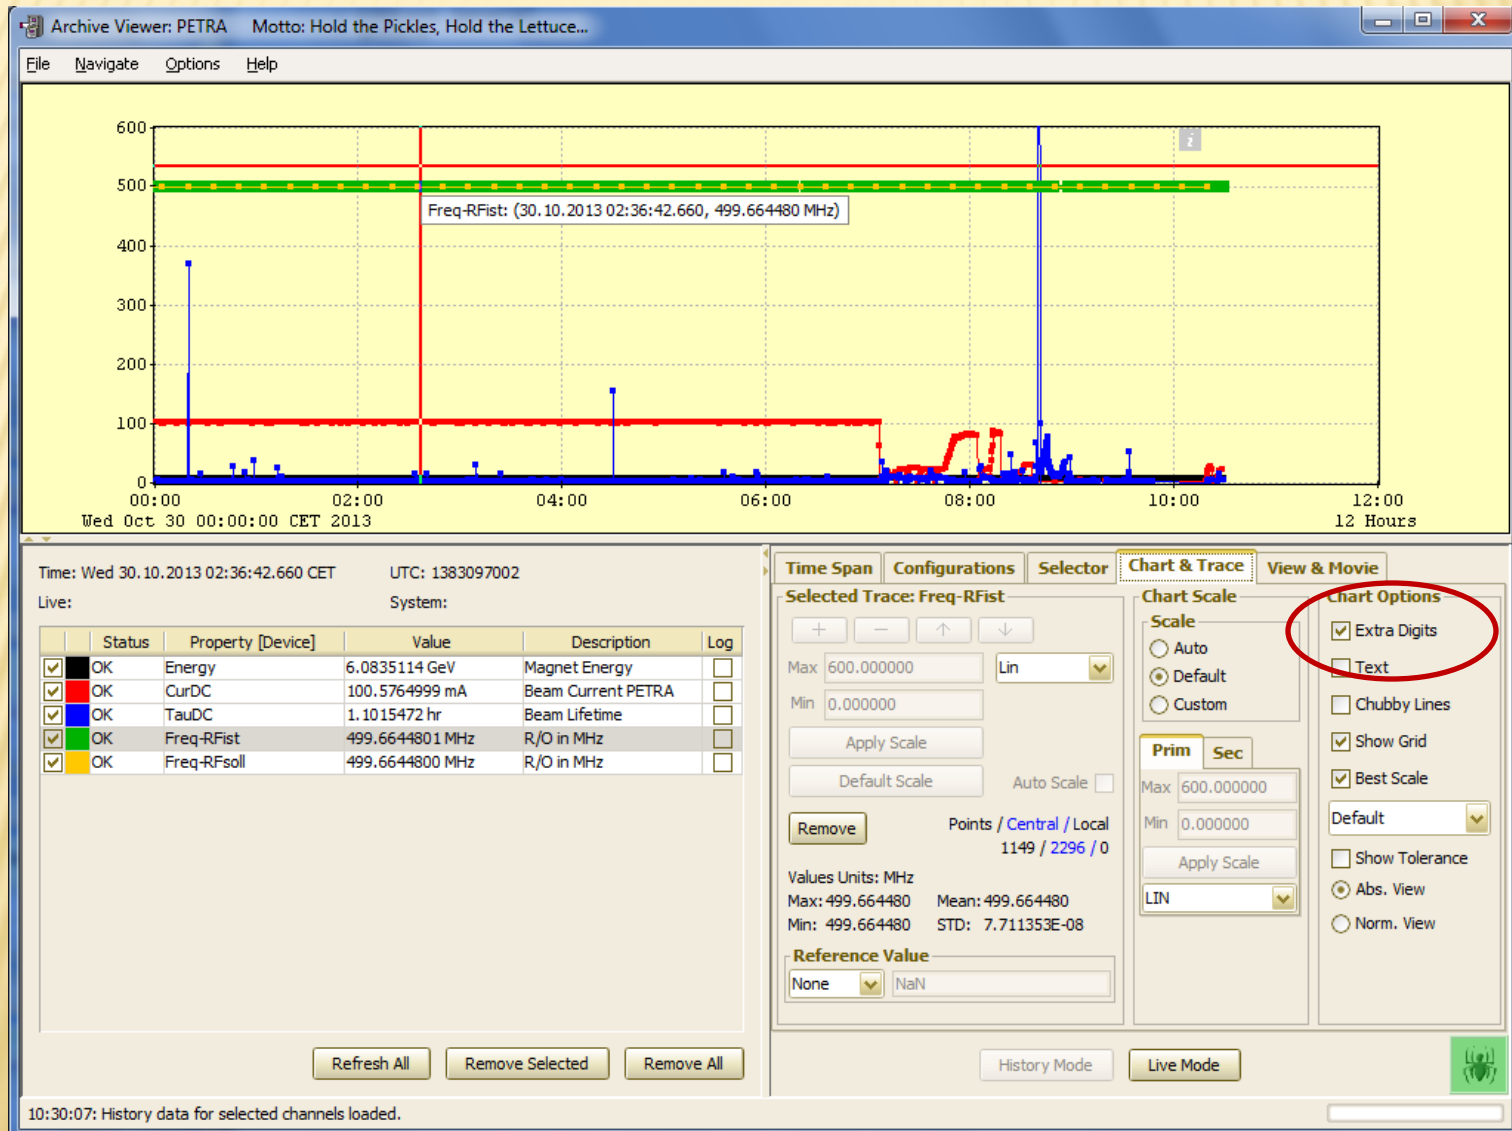 Archive Viewer: PETRA Motto: Hold the Pickles, Hold the Lettuce...
File Navigate Options Help
600
500
400
300
200
100
0
i
Freq-RFist: (30.10.2013 02:36:42.660, 499.664480 MHz)
00:00 02:00 04:00 06:00 08:00 10:00 12:00
Wed Oct 30 00:00:00 CET 2013 12 Hours
Time: Wed 30.10.2013 02:36:42.660 CET UTC: 1383097002
Live: System:
Status Property [Device] Value Description Log
OK Energy 6.0835114 GeV Magnet Energy
OK CurDC 100.5764999 mA Beam Current PETRA
OK TauDC 1.1015472 hr Beam Lifetime
OK Freq-RFist 499.6644801 MHz R/O in MHz
OK Freq-RFsoll 499.6644800 MHz R/O in MHz
Refresh All Remove Selected Remove All
Time Span Configurations Selector Chart & Trace View & Movie
Selected Trace: Freq-RFist
+ − ↑ ↓
Max 600.000000 Lin
Min 0.000000
Apply Scale
Default Scale Auto Scale
Remove Points / Central / Local
1149 / 2296 / 0
Values Units: MHz
Max: 499.664480 Mean: 499.664480
Min: 499.664480 STD: 7.711353E-08
Reference Value
None NaN
Chart Scale
Scale
Auto
Default
Custom
Prim Sec
Max 600.000000
Min 0.000000
Apply Scale
LIN
Chart Options
Extra Digits
Text
Chubby Lines
Show Grid
Best Scale
Default
Show Tolerance
Abs. View
Norm. View
History Mode Live Mode
10:30:07: History data for selected channels loaded.